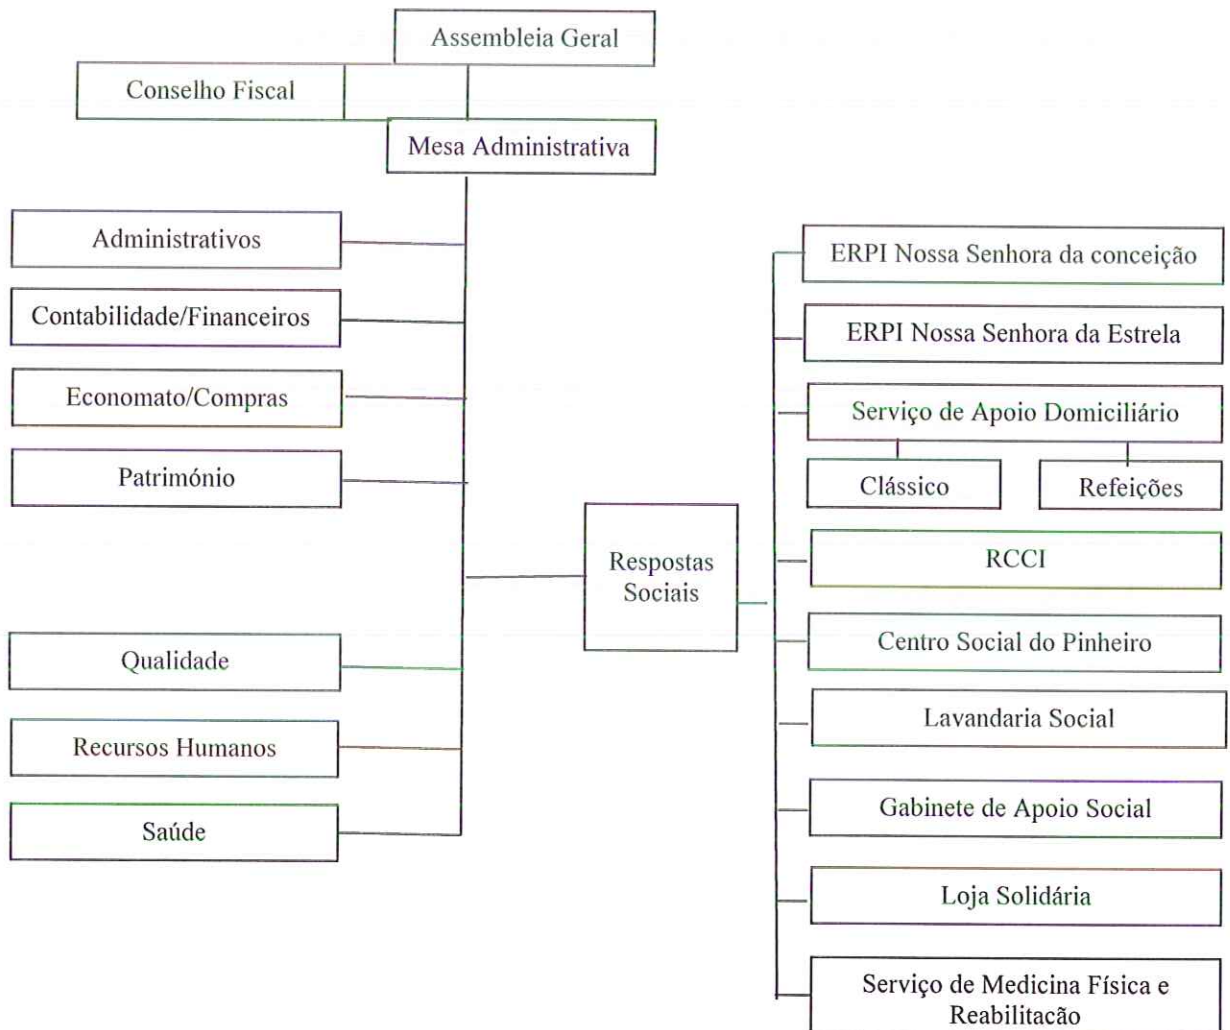 Assembleia Geral
Conselho Fiscal
Mesa Administrativa
Administrativos
Contabilidade/Financeiros
Economato/Compras
Património
Qualidade
Recursos Humanos
Saúde
Respostas
Sociais
ERPI Nossa Senhora da conceição
ERPI Nossa Senhora da Estrela
Serviço de Apoio Domiciliário
Clássico
Refeições
RCCI
Centro Social do Pinheiro
Lavandaria Social
Gabinete de Apoio Social
Loja Solidária
Serviço de Medicina Física e
Reabilitação